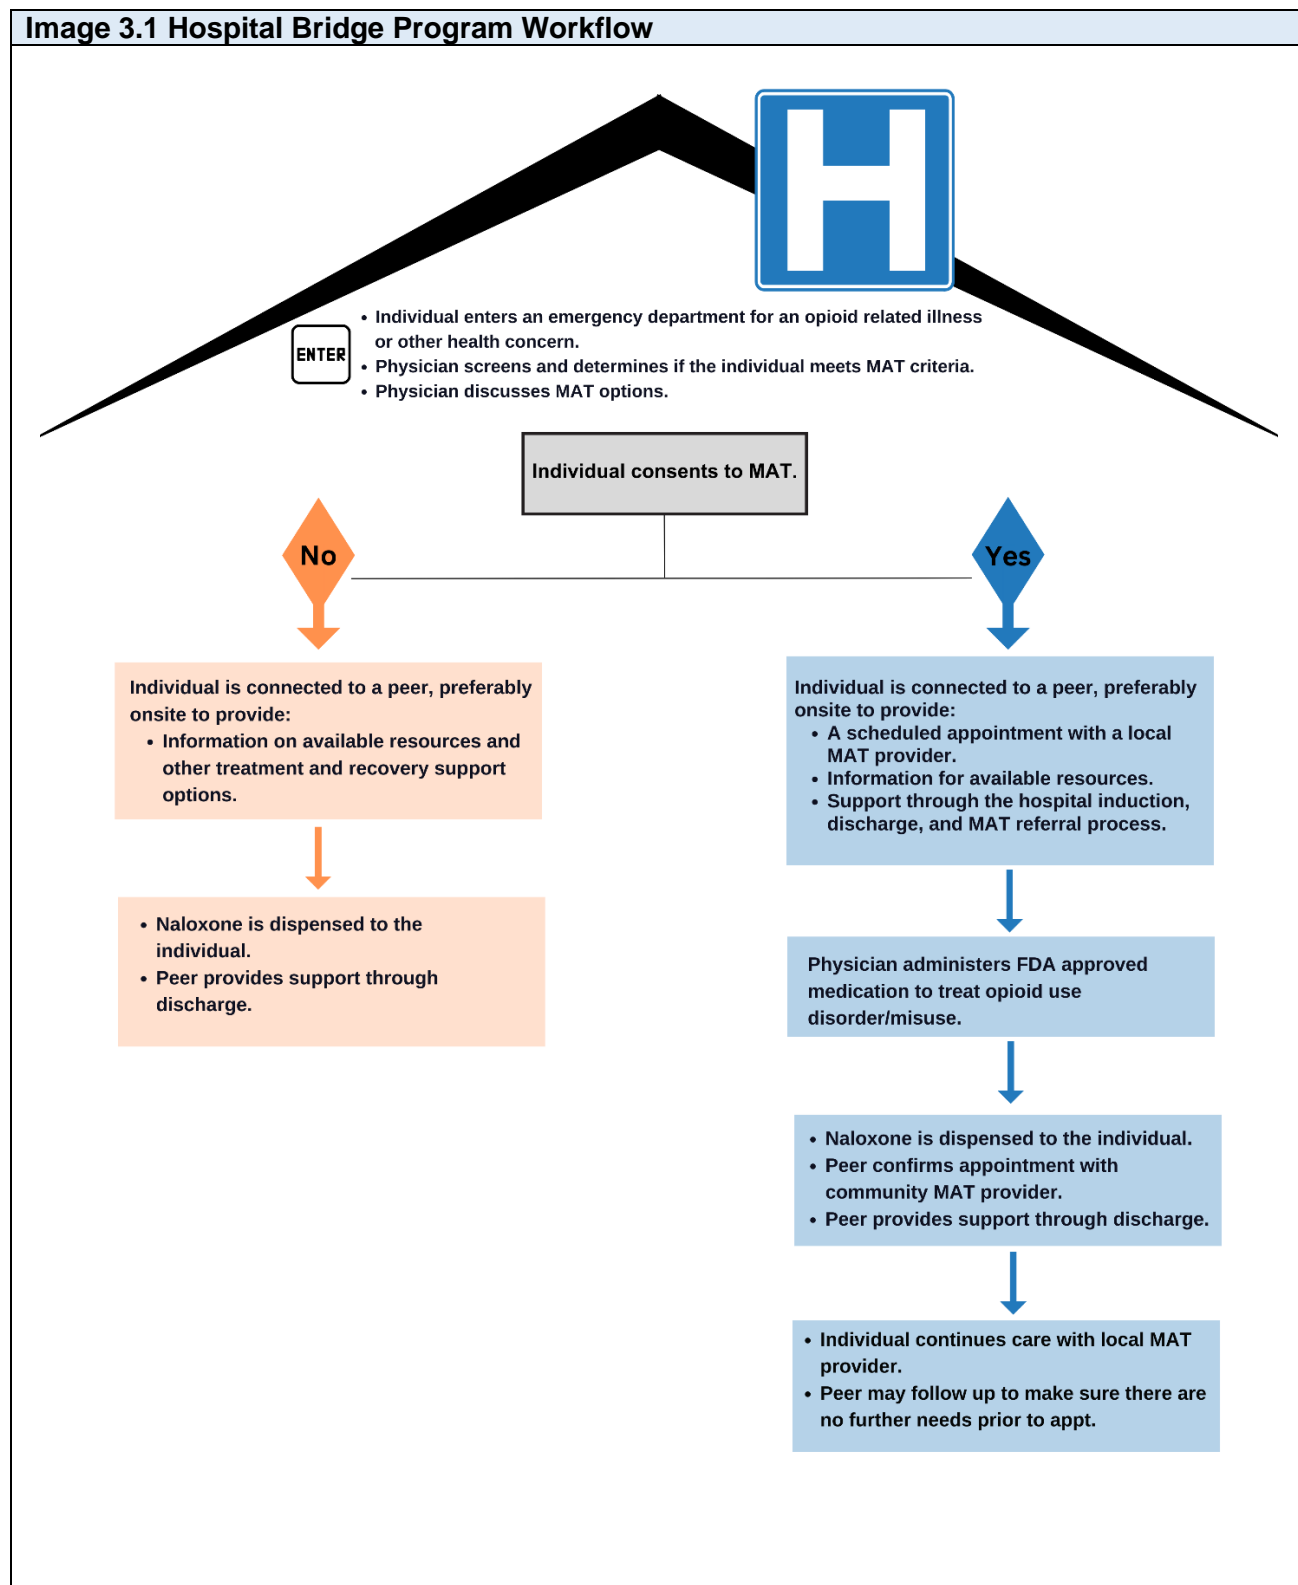 Image 3.1 Hospital Bridge Program Workflow
H
ENTER
• Individual enters an emergency department for an opioid related illness
or other health concern.
• Physician screens and determines if the individual meets MAT criteria.
• Physician discusses MAT options.
Individual consents to MAT.
No
Individual is connected to a peer, preferably
onsite to provide:
• Information on available resources and
other treatment and recovery support
options.
• Naloxone is dispensed to the
individual.
• Peer provides support through
discharge.
Yes
Individual is connected to a peer, preferably
onsite to provide:
• A scheduled appointment with a local
MAT provider.
• Information for available resources.
• Support through the hospital induction,
discharge, and MAT referral process.
Physician administers FDA approved
medication to treat opioid use
disorder/misuse.
• Naloxone is dispensed to the individual.
• Peer confirms appointment with
community MAT provider.
• Peer provides support through discharge.
• Individual continues care with local MAT
provider.
• Peer may follow up to make sure there are
no further needs prior to appt.